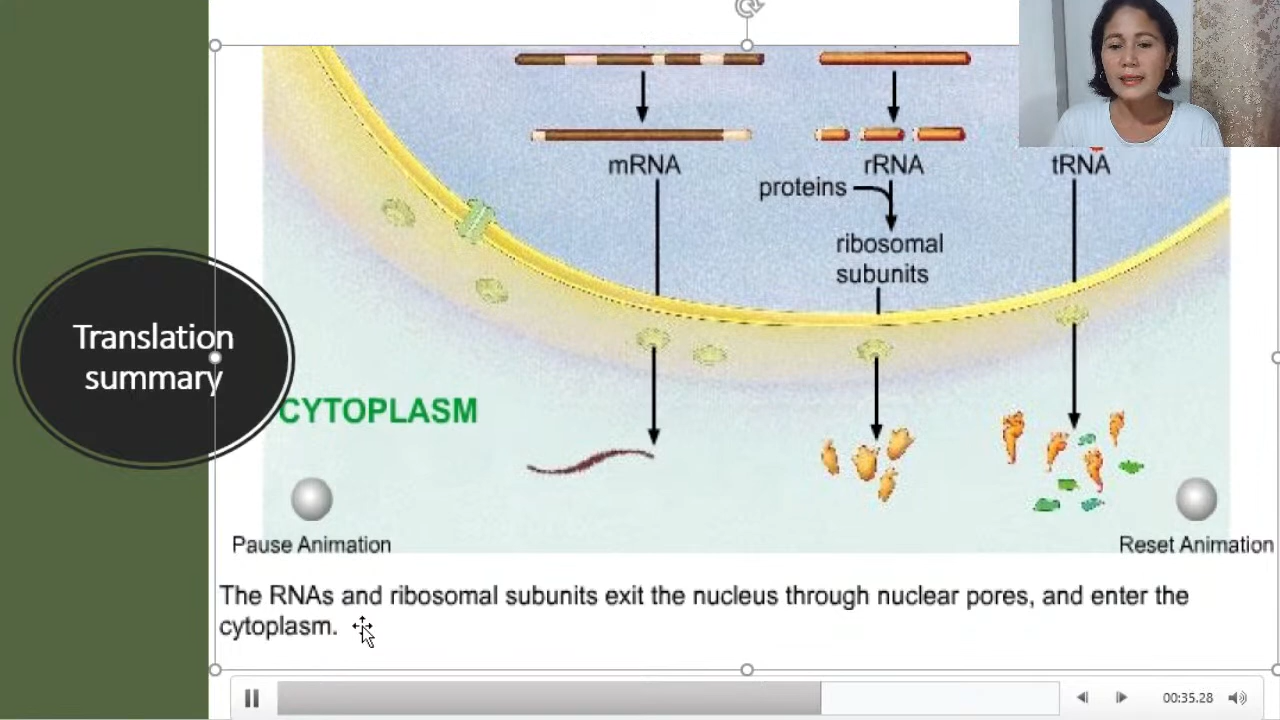 Translation
summary
mRNA
rRNA
tRNA
proteins
ribosomal
subunits
CYTOPLASM
Pause Animation
Reset Animation
The RNAs and ribosomal subunits exit the nucleus through nuclear pores, and enter the
cytoplasm.
00:35.28